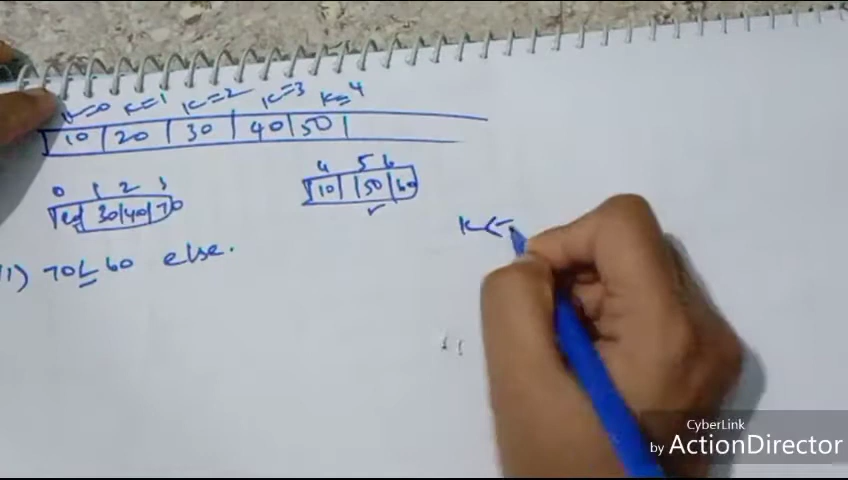 k=0 k=1 k=2 k=3 k=4
10 | 20 | 30 | 40 | 50 |
0 1 2 3
30 | 40 | 70
4 5 6
10 | 50 | 60
k<-
11) 70 ≤ 60 else.
CyberLink
by ActionDirector